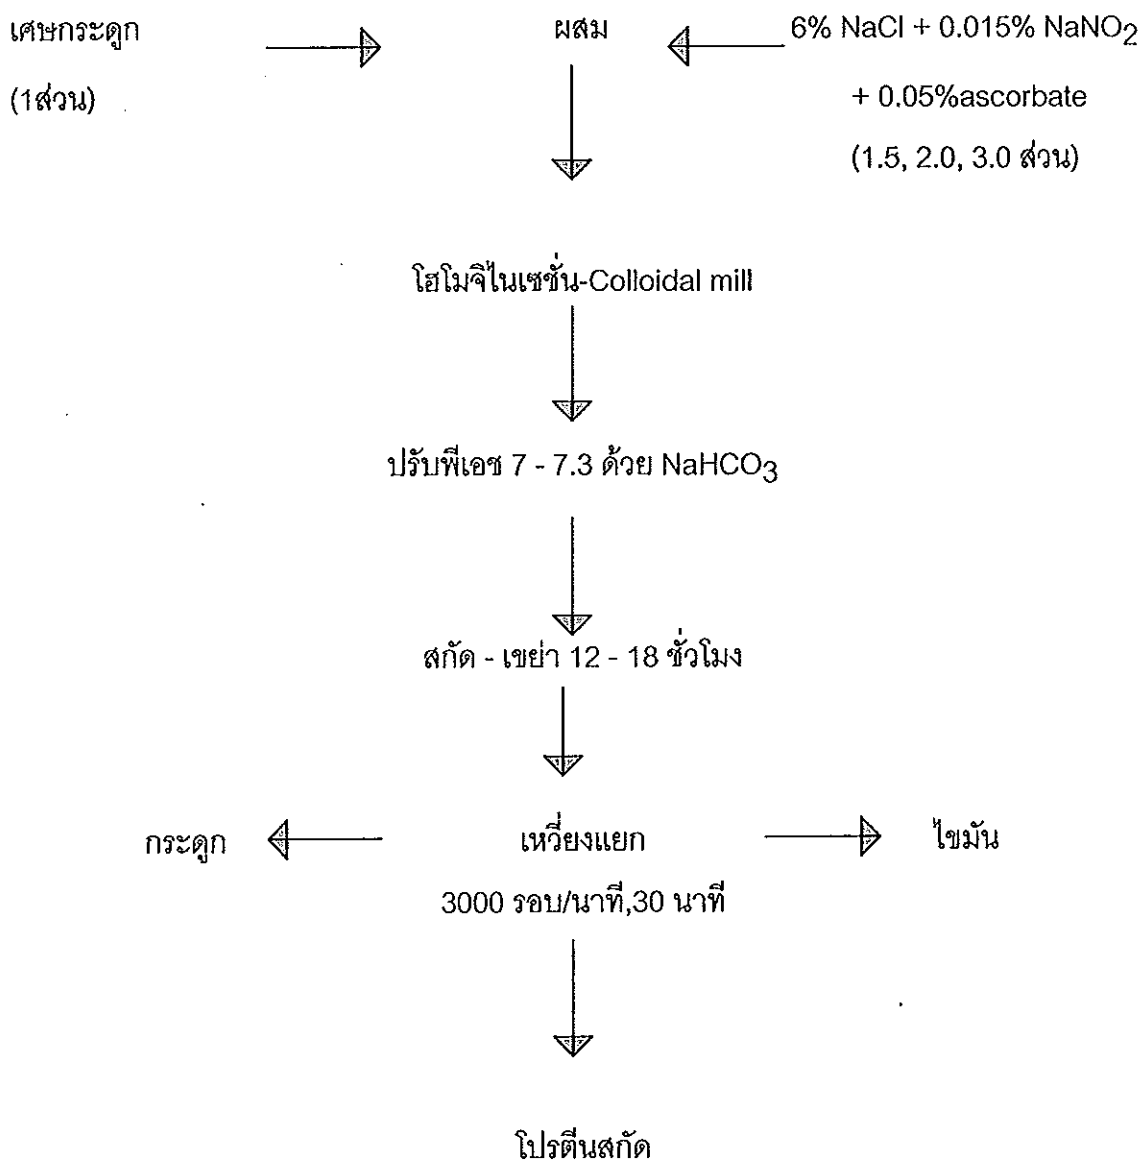 เศษกระดูก
(1ส่วน)
ผสม
6% NaCl + 0.015% NaNO2
+ 0.05%ascorbate
(1.5, 2.0, 3.0 ส่วน)
โฮโมจิไนเซชั่น-Colloidal mill
ปรับพีเอช 7 - 7.3 ด้วย NaHCO3
สกัด - เขย่า 12 - 18 ชั่วโมง
กระดูก
เหวี่ยงแยก
ไขมัน
3000 รอบ/นาที,30 นาที
โปรตีนสกัด